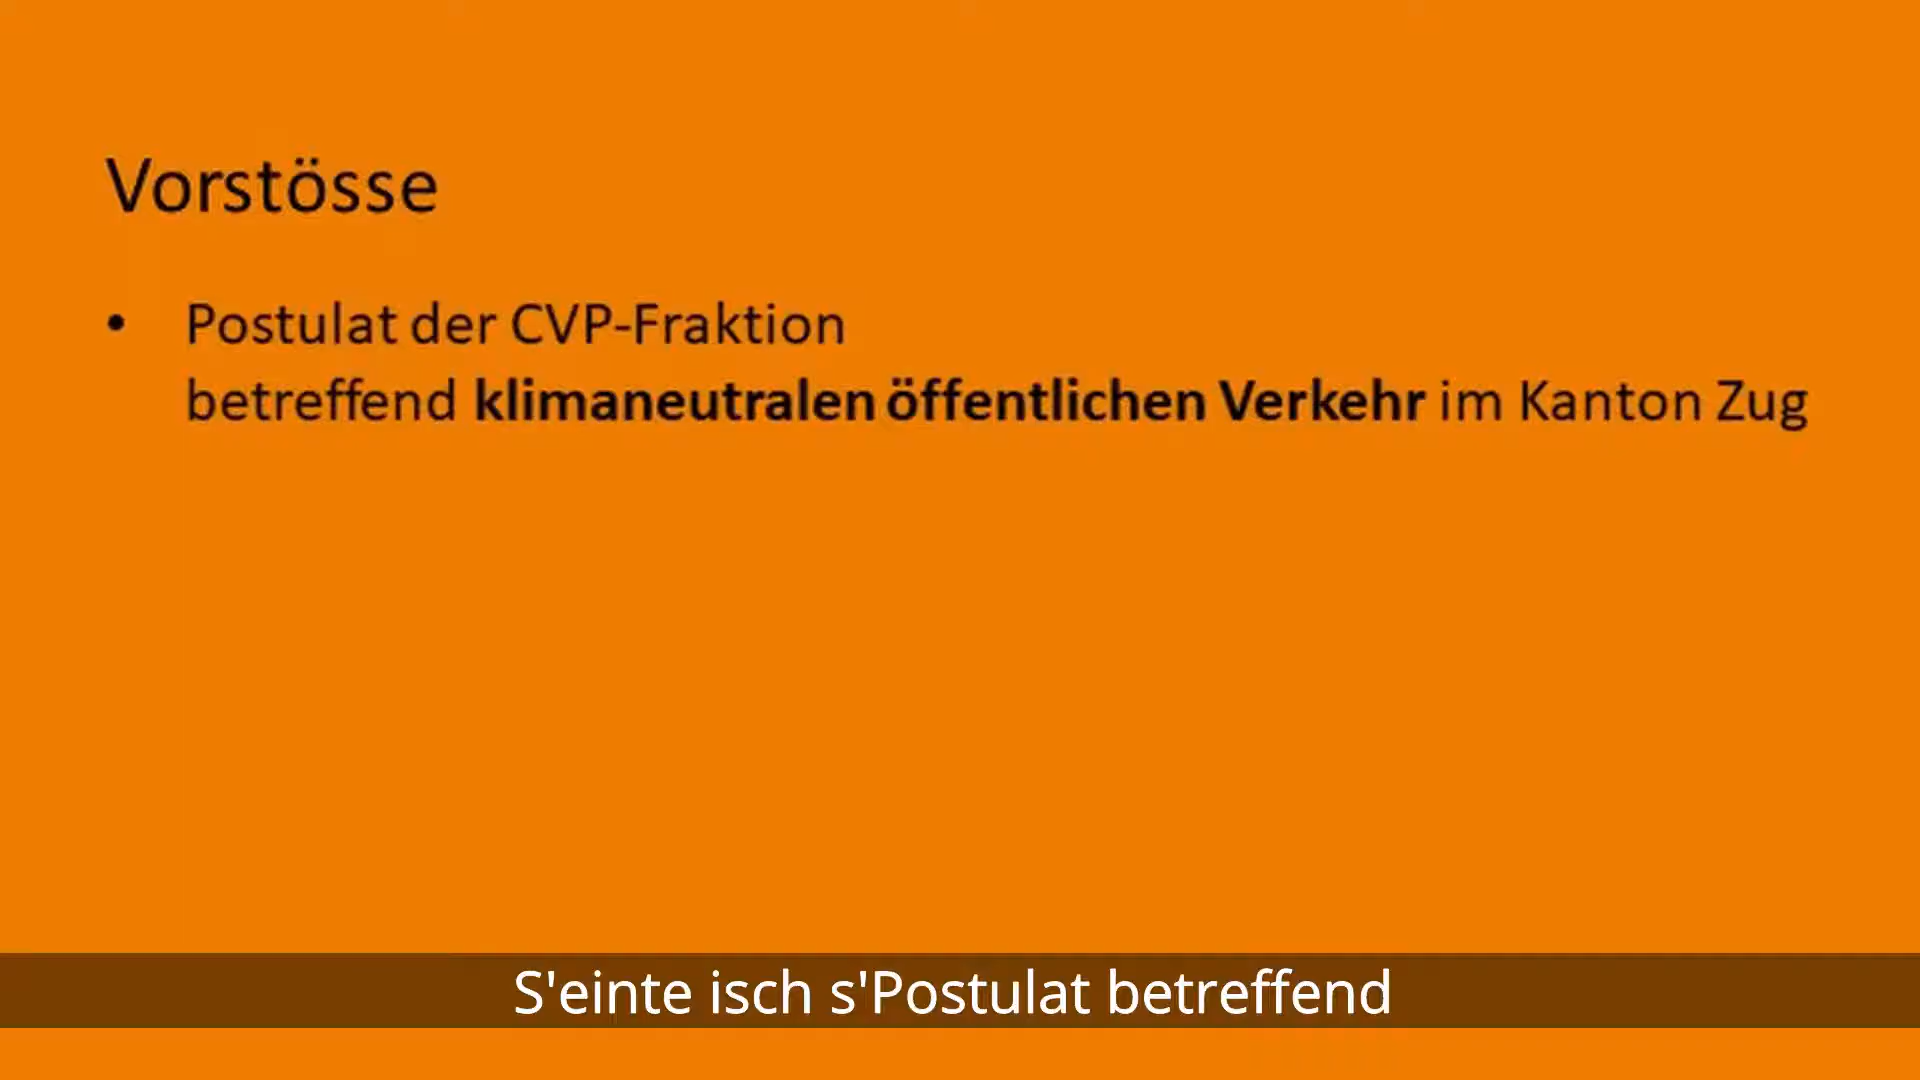 Vorstösse
• Postulat der CVP-Fraktion
betreffend klimaneutralen öffentlichen Verkehr im Kanton Zug
S'einte isch s'Postulat betreffend